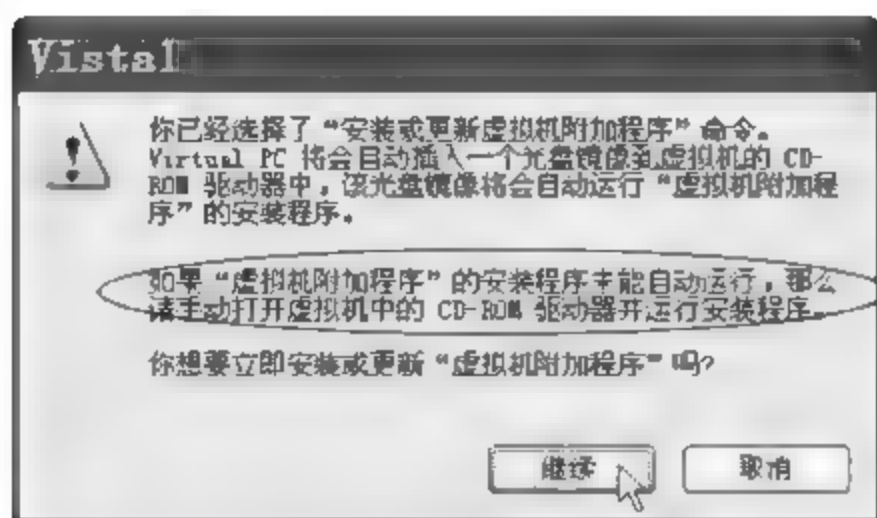 Vista1
你已经选择了“安装或更新虚拟机附加程序”命令。
Virtual PC 将会自动插入一个光盘镜像到虚拟机的 CD-
ROM 驱动器中，该光盘镜像将会自动运行“虚拟机附加程
序”的安装程序。
如果“虚拟机附加程序”的安装程序未能自动运行，那么
请手动打开虚拟机中的 CD-ROM 驱动器并运行安装程序。
你想要立即安装或更新“虚拟机附加程序”吗?
继续
取消